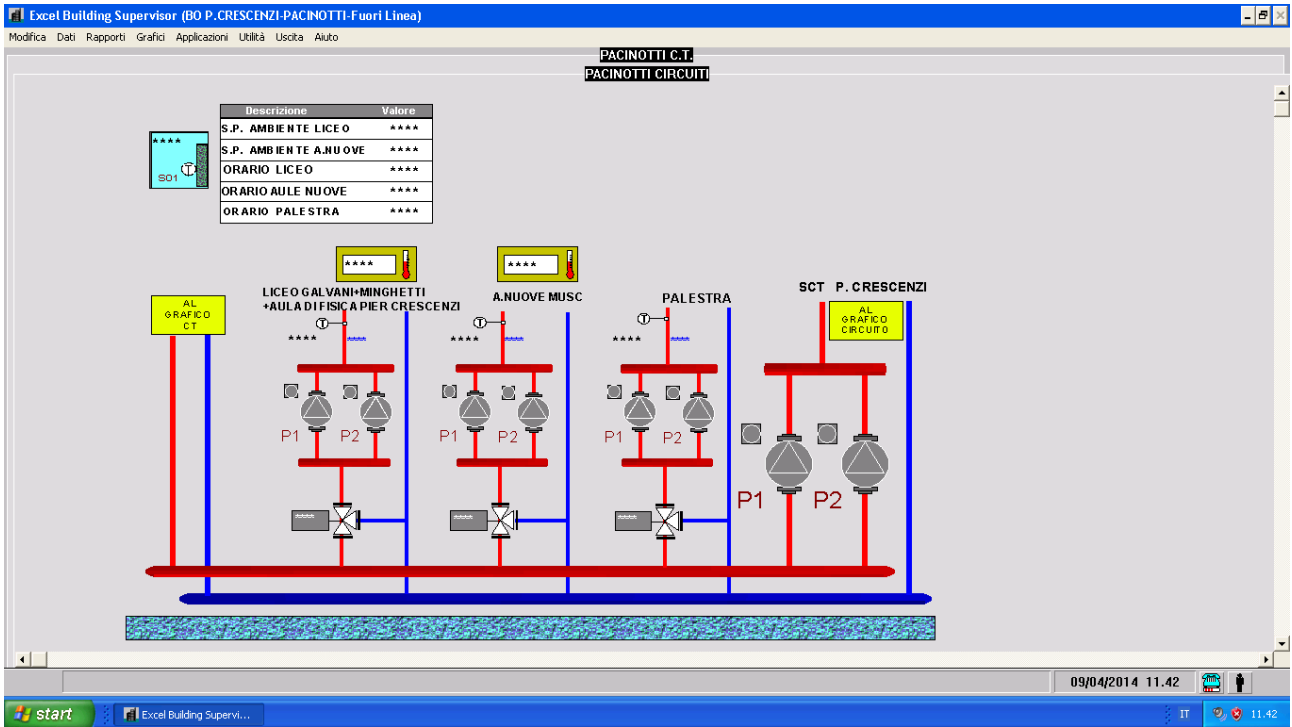 Excel Building Supervisor (BO P.CRESCENZI-PACINOTTI-Fuori Linea)
Modifica Dati Rapporti Grafici Applicazioni Utilità Uscita Aiuto
PACINOTTI C.T.
PACINOTTI CIRCUITI
Descrizione Valore
S.P. AMBIENTE LICEO ****
S.P. AMBIENTE A.NUOVE ****
ORARIO LICEO ****
ORARIO AULE NUOVE ****
ORARIO PALESTRA ****
****
T
SO1
****
****
LICEO GALVANI+MINGHETTI
+AULA DI FISICA PIER CRESCENZI
A.NUOVE MUSC
PALESTRA
SCT P. CRESCENZI
AL
GRAFICO
CT
AL
GRAFICO
CIRCUITO
T T T
**** **** **** **** **** ****
P1 P2 P1 P2 P1 P2
P1 P2
**** **** ****
09/04/2014 11.42
start Excel Building Supervi... IT 11.42